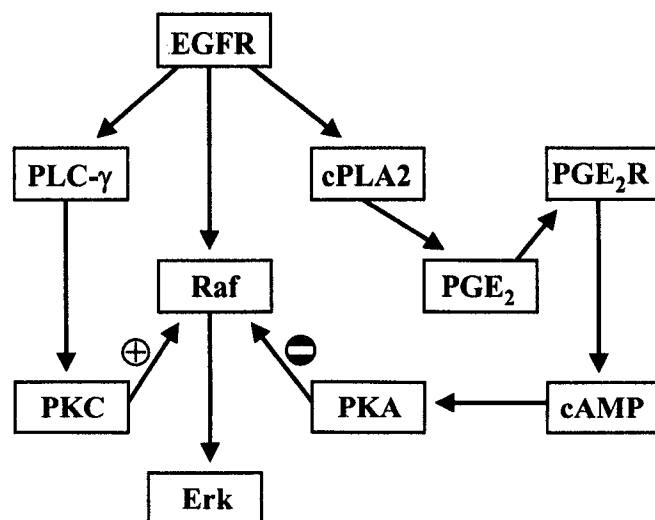 EGFR
PLC-γ
cPLA2
PGE₂R
Raf
PGE₂
PKC
PKA
cAMP
Erk